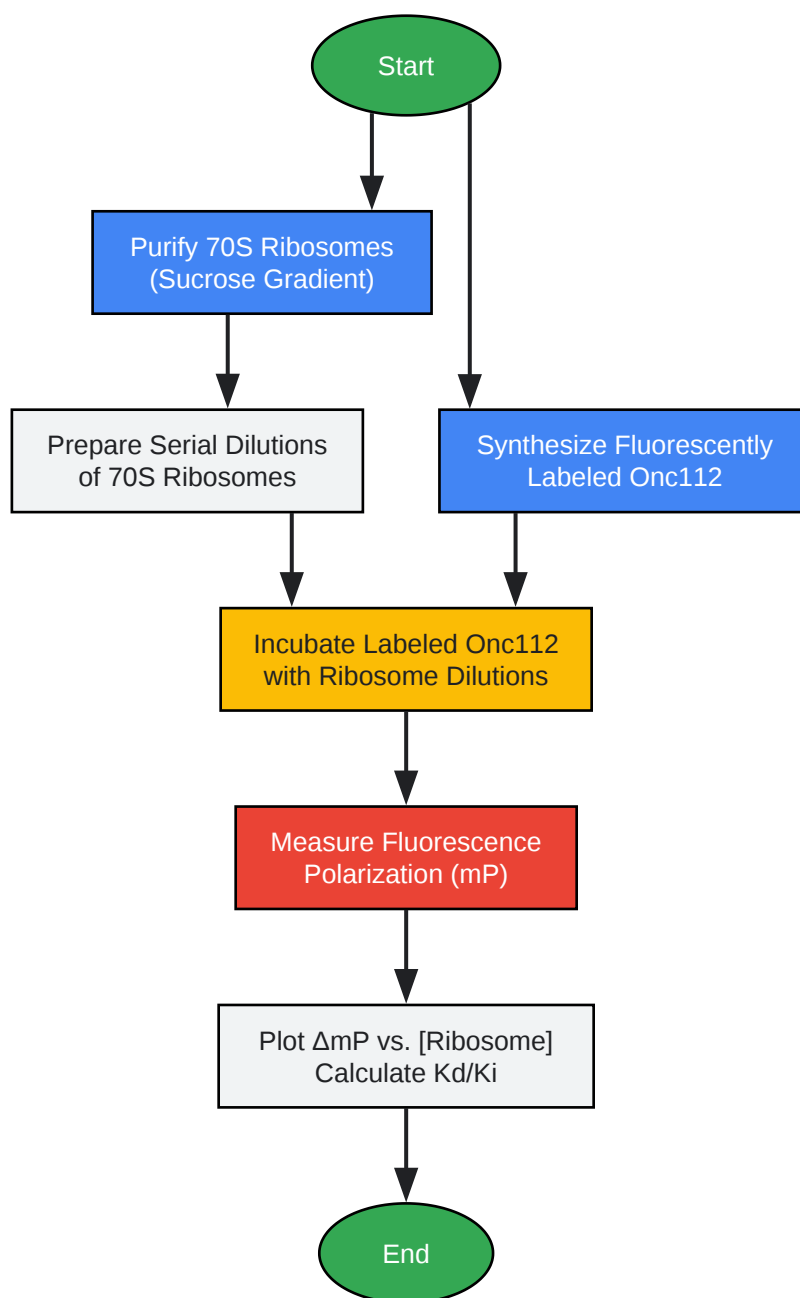 Start
Purify 70S Ribosomes
(Sucrose Gradient)
Prepare Serial Dilutions
of 70S Ribosomes
Synthesize Fluorescently
Labeled Onc112
Incubate Labeled Onc112
with Ribosome Dilutions
Measure Fluorescence
Polarization (mP)
Plot ΔmP vs. [Ribosome]
Calculate Kd/Ki
End